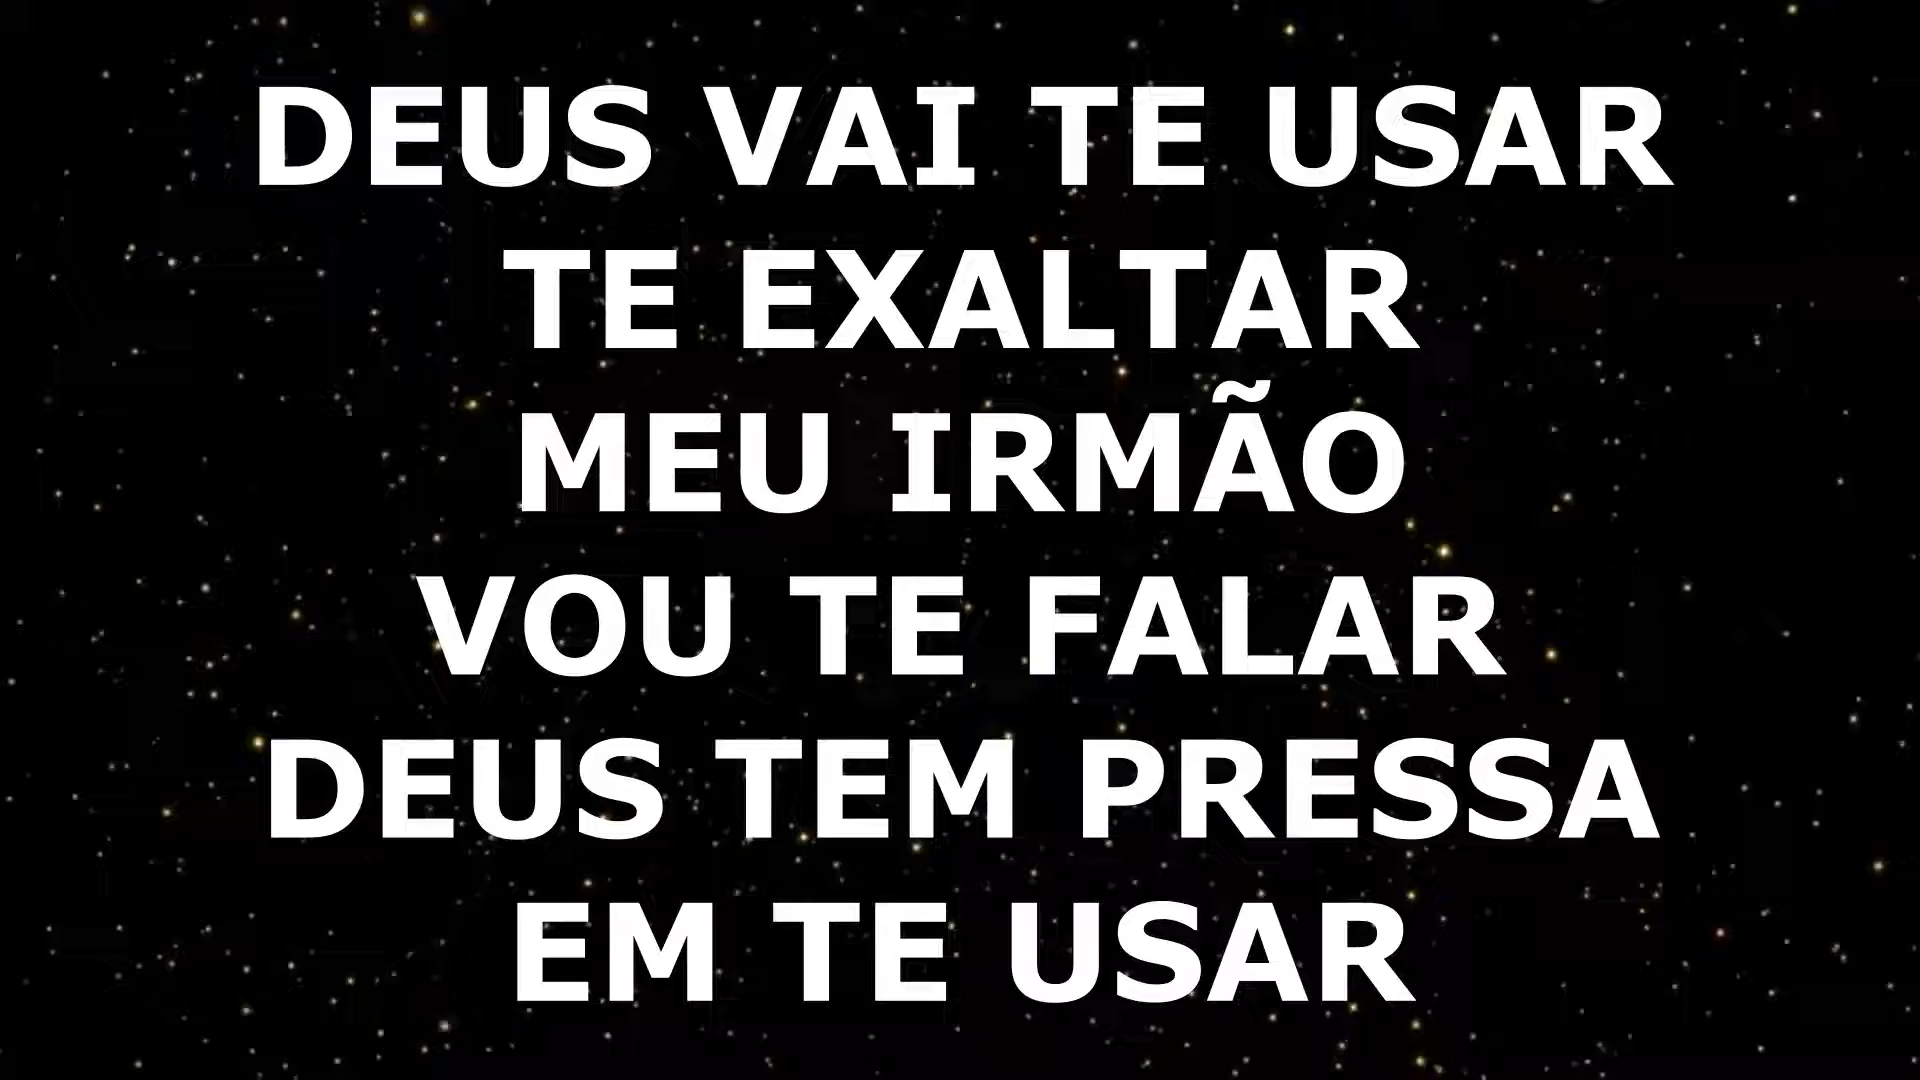 DEUS VAI TE USAR
TE EXALTAR
MEU IRMÃO
VOU TE FALAR
DEUS TEM PRESSA
EM TE USAR